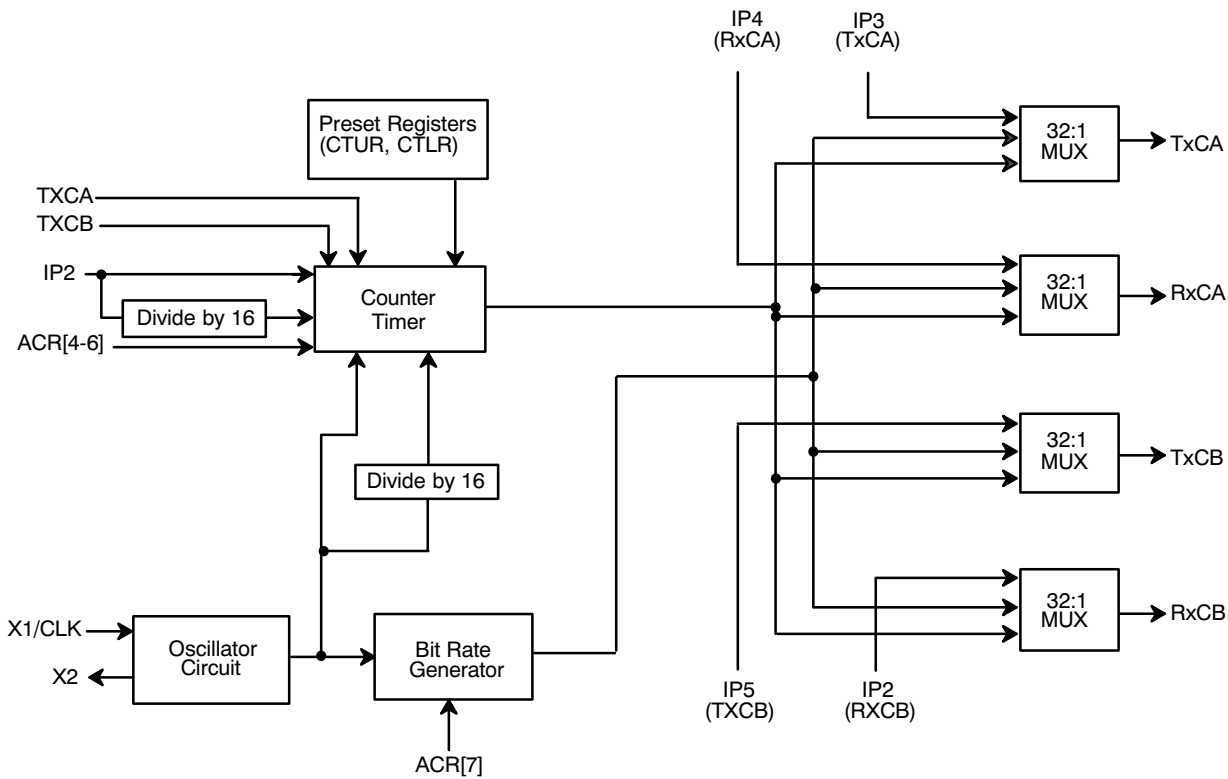 IP4
(RxCA)
IP3
(TxCA)
Preset Registers
(CTUR, CTLR)
32:1
MUX
TxCA
TXCA
TXCB
IP2
Divide by 16
ACR[4-6]
Counter
Timer
32:1
MUX
RxCA
Divide by 16
32:1
MUX
TxCB
X1/CLK
X2
Oscillator
Circuit
Bit Rate
Generator
ACR[7]
32:1
MUX
RxCB
IP5
(TXCB)
IP2
(RXCB)